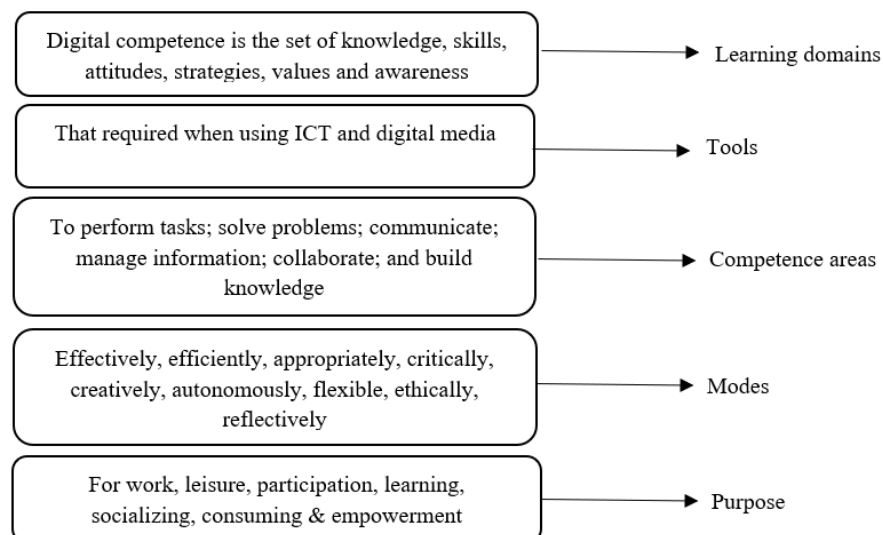 Digital competence is the set of knowledge, skills,
attitudes, strategies, values and awareness
Learning domains
That required when using ICT and digital media
Tools
To perform tasks; solve problems; communicate;
manage information; collaborate; and build
knowledge
Competence areas
Effectively, efficiently, appropriately, critically,
creatively, autonomously, flexible, ethically,
reflectively
Modes
For work, leisure, participation, learning,
socializing, consuming & empowerment
Purpose